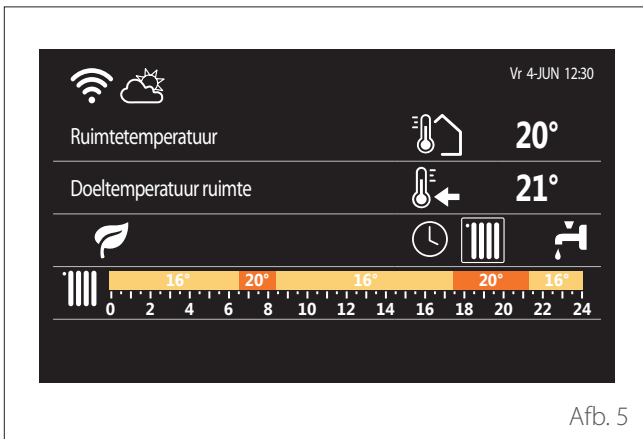 Vr 4-JUN 12:30
Ruimtetemperatuur 20°
Doeltemperatuur ruimte 21°
16° 20° 16° 20° 16°
0 2 4 6 8 10 12 14 16 18 20 22 24
Afb. 5